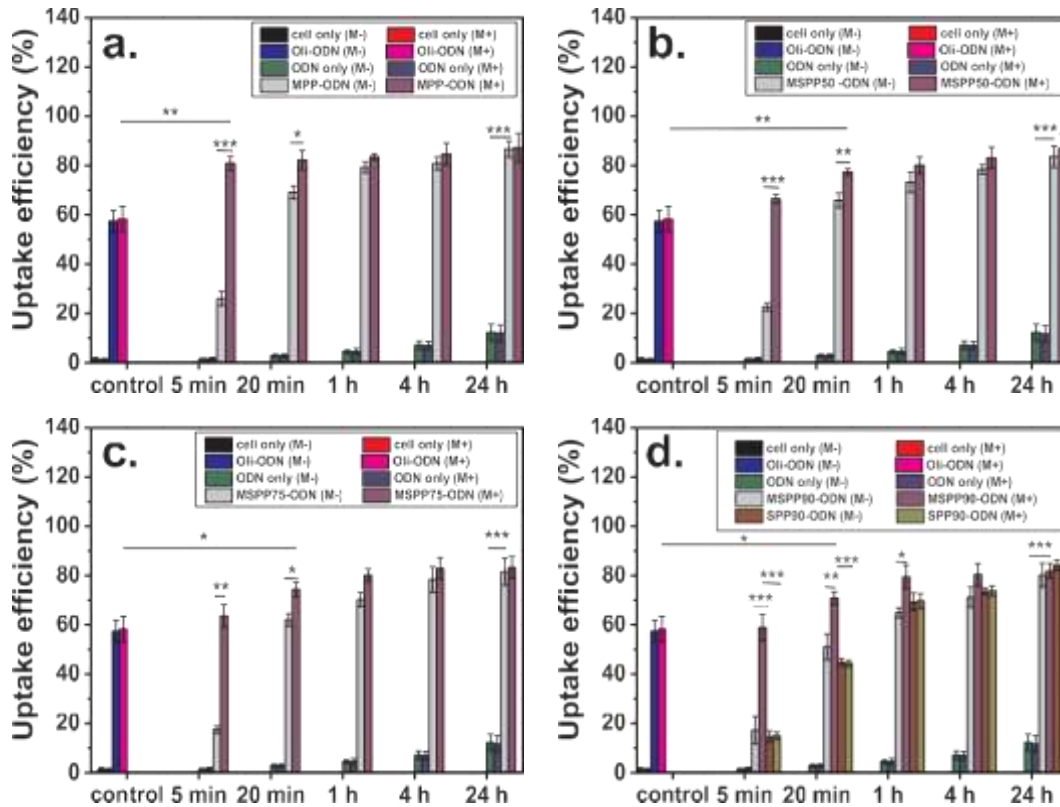 a.
Uptake efficiency (%)
140
120
100
80
60
40
20
0
cell only (M-) cell only (M+)
Oli-ODN (M-) Oli-ODN (M+)
ODN only (M-) ODN only (M+)
MPP-ODN (M-) MPP-ODN (M+)
**
***
*
***
control 5 min 20 min 1 h 4 h 24 h
b.
Uptake efficiency (%)
140
120
100
80
60
40
20
0
cell only (M-) cell only (M+)
Oli-ODN (M-) Oli-ODN (M+)
ODN only (M-) ODN only (M+)
MSPP50 -ODN (M-) MSPP50-ODN (M+)
**
***
**
***
control 5 min 20 min 1 h 4 h 24 h
c.
Uptake efficiency (%)
140
120
100
80
60
40
20
0
cell only (M-) cell only (M+)
Oli-ODN (M-) Oli-ODN (M+)
ODN only (M-) ODN only (M+)
MSPP75-ODN (M-) MSPP75-ODN (M+)
*
**
*
***
control 5 min 20 min 1 h 4 h 24 h
d.
Uptake efficiency (%)
140
120
100
80
60
40
20
0
cell only (M-) cell only (M+)
Oli-ODN (M-) Oli-ODN (M+)
ODN only (M-) ODN only (M+)
MSPP90-ODN (M-) MSPP90-ODN (M+)
SPP90-ODN (M-) SPP90-ODN (M+)
*
***
***
**
***
*
***
control 5 min 20 min 1 h 4 h 24 h